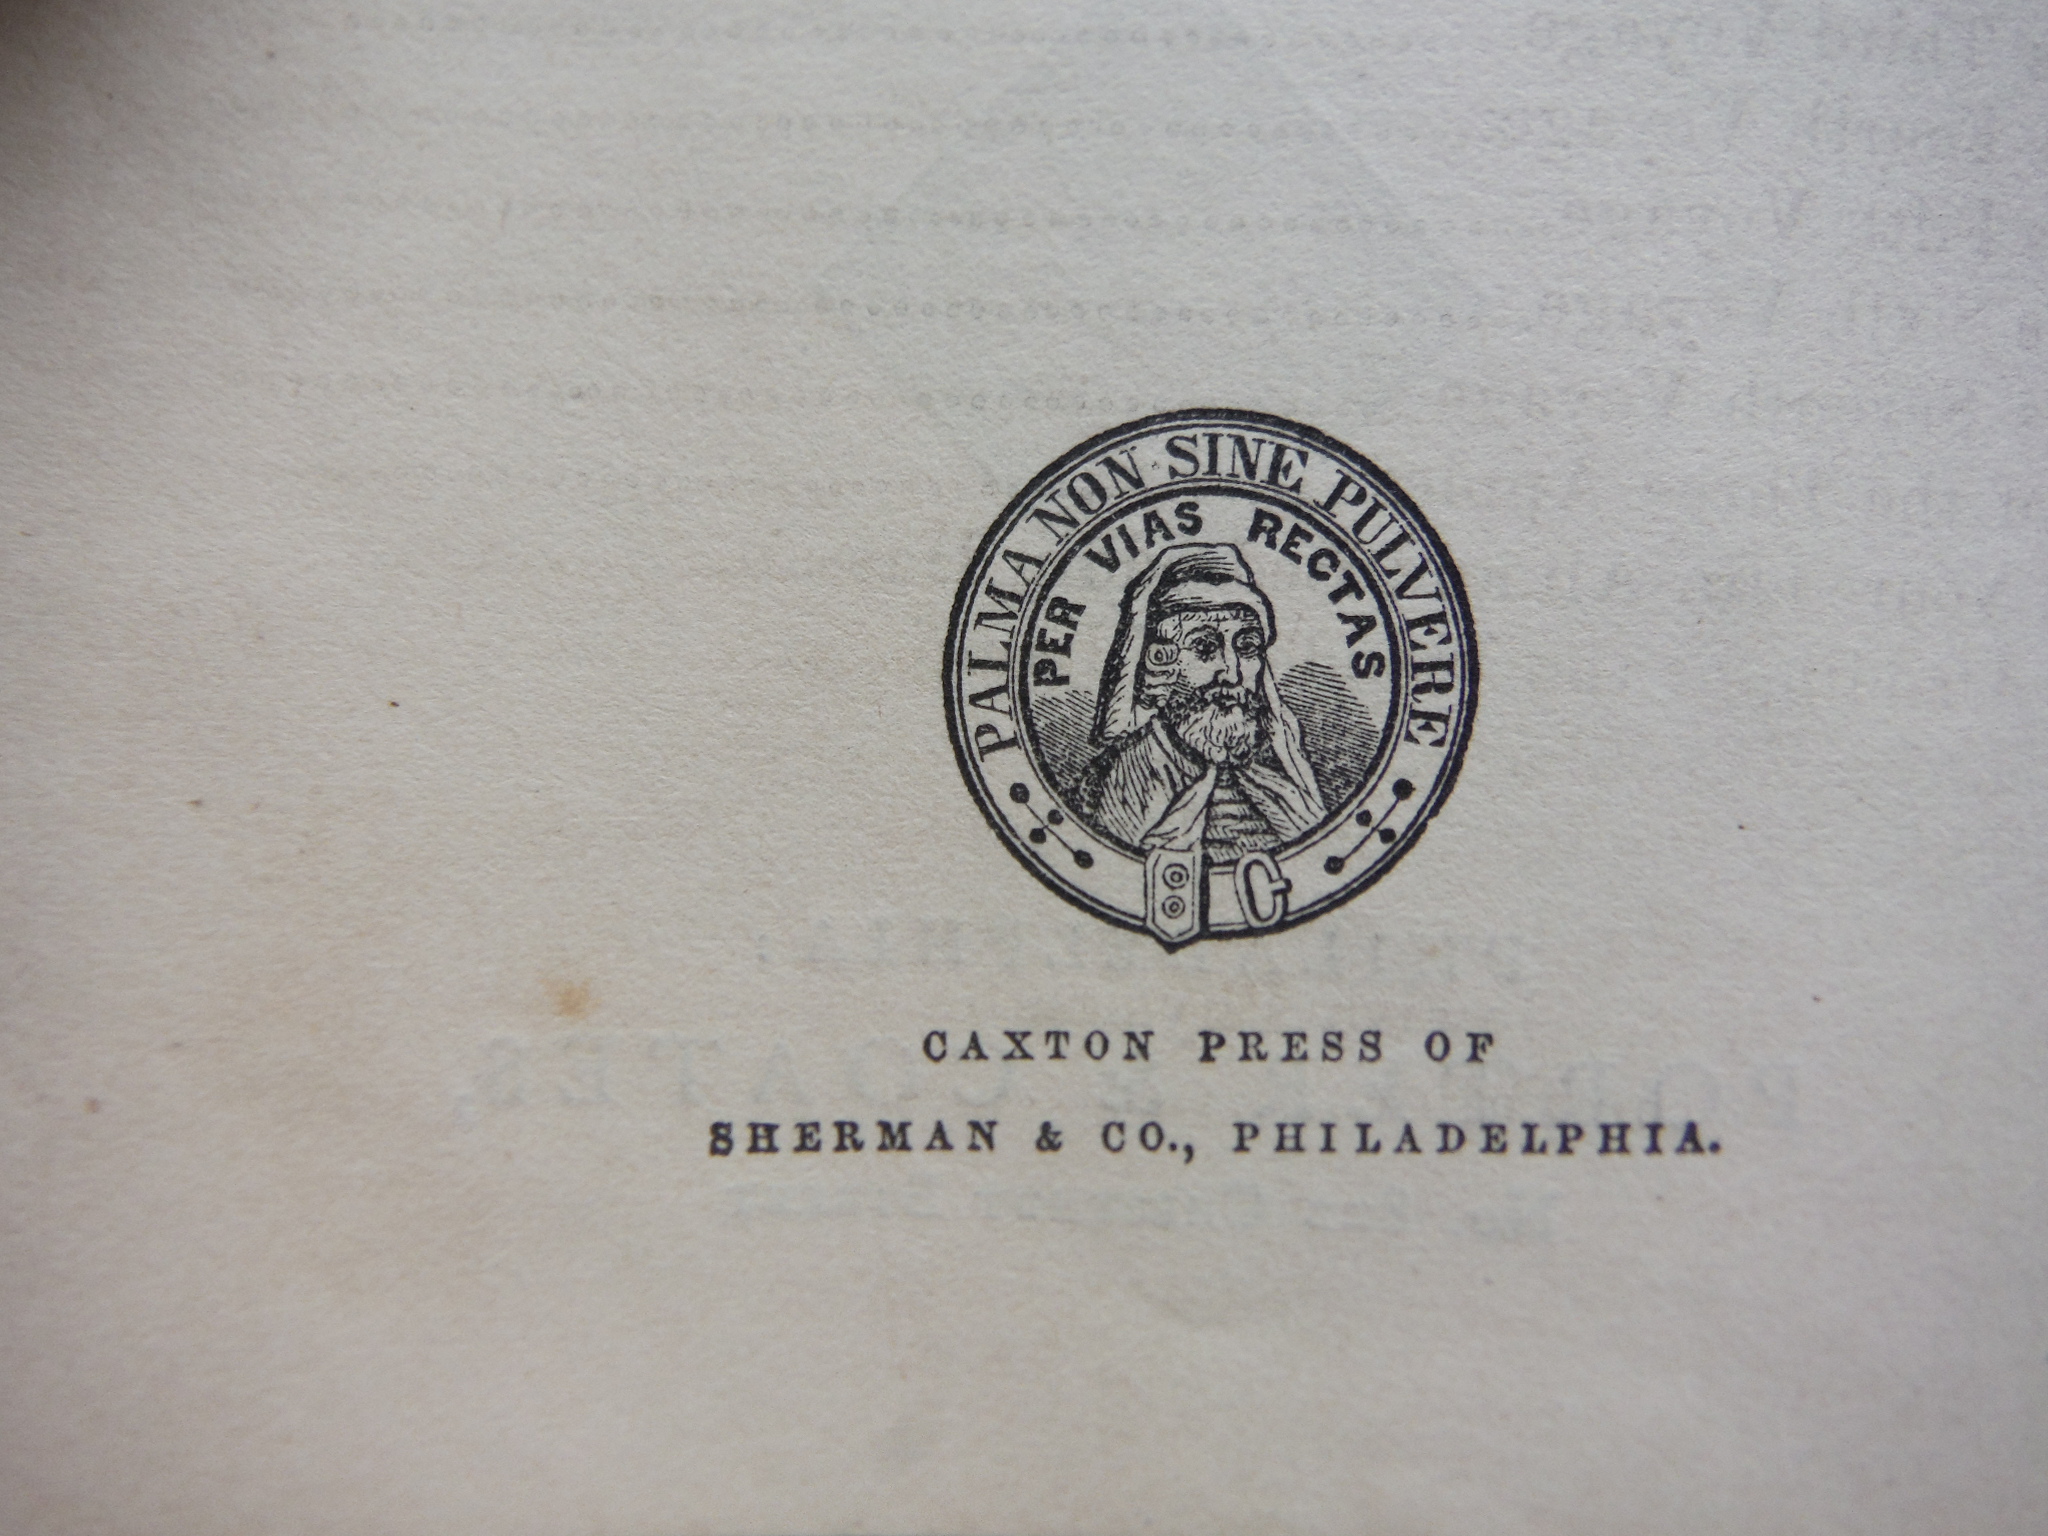 PALMA NON SINE PULVERE
PER VIAS RECTAS
CAXTON PRESS OF
SHERMAN & CO., PHILADELPHIA.